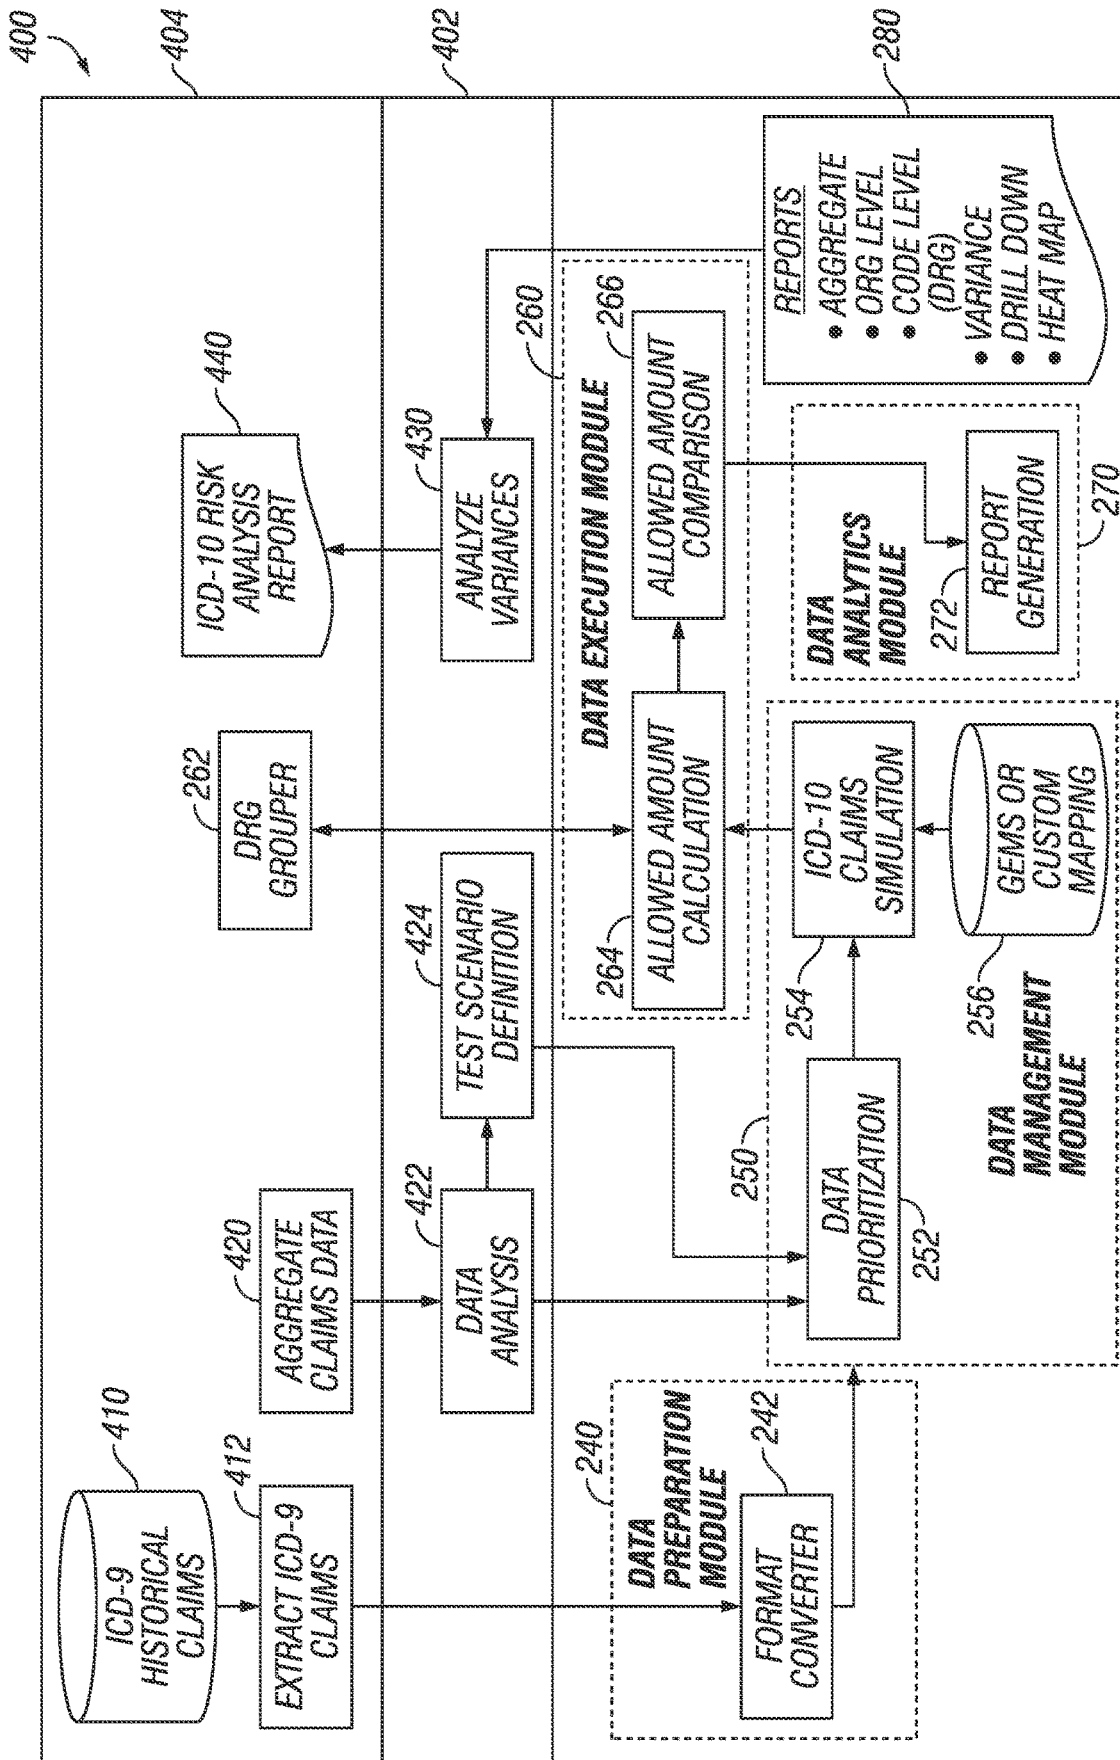 400
404
402
410
ICD-9
HISTORICAL
CLAIMS
412
EXTRACT ICD-9
CLAIMS
420
AGGREGATE
CLAIMS DATA
262
DRG
GROUPER
440
ICD-10 RISK
ANALYSIS
REPORT
422
DATA
ANALYSIS
424
TEST SCENARIO
DEFINITION
430
ANALYZE
VARIANCES
240
DATA
PREPARATION
MODULE
242
FORMAT
CONVERTER
250
DATA
PRIORITIZATION
252
254
ICD-10
CLAIMS
SIMULATION
256
GEMS OR
CUSTOM
MAPPING
DATA
MANAGEMENT
MODULE
260
DATA EXECUTION MODULE
264
ALLOWED AMOUNT
CALCULATION
266
ALLOWED AMOUNT
COMPARISON
DATA
ANALYTICS
MODULE
272
REPORT
GENERATION
270
280
REPORTS
• AGGREGATE
• ORG LEVEL
• CODE LEVEL
(DRG)
• VARIANCE
• DRILL DOWN
• HEAT MAP